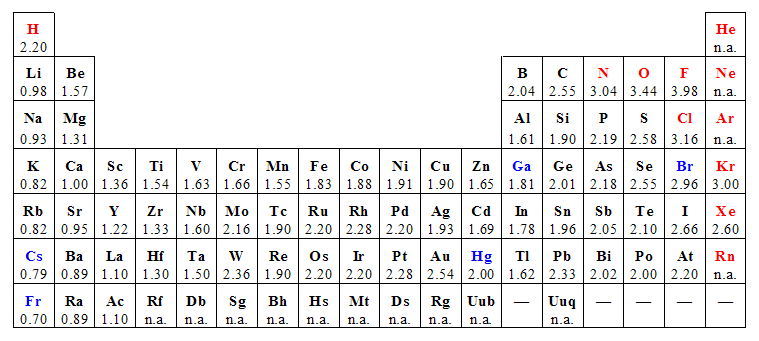 H He
2.20 n.a.
Li Be B C N O F Ne
0.98 1.57 2.04 2.55 3.04 3.44 3.98 n.a.
Na Mg Al Si P S Cl Ar
0.93 1.31 1.61 1.90 2.19 2.58 3.16 n.a.
K Ca Sc Ti V Cr Mn Fe Co Ni Cu Zn Ga Ge As Se Br Kr
0.82 1.00 1.36 1.54 1.63 1.66 1.55 1.83 1.88 1.91 1.90 1.65 1.81 2.01 2.18 2.55 2.96 3.00
Rb Sr Y Zr Nb Mo Tc Ru Rh Pd Ag Cd In Sn Sb Te I Xe
0.82 0.95 1.22 1.33 1.60 2.16 1.90 2.20 2.28 2.20 1.93 1.69 1.78 1.96 2.05 2.10 2.66 2.60
Cs Ba La Hf Ta W Re Os Ir Pt Au Hg Tl Pb Bi Po At Rn
0.79 0.89 1.10 1.30 1.50 2.36 1.90 2.20 2.20 2.28 2.54 2.00 1.62 2.33 2.02 2.00 2.20 n.a.
Fr Ra Ac Rf Db Sg Bh Hs Mt Ds Rg Uub — Uuq — — — —
0.70 0.89 1.10 n.a. n.a. n.a. n.a. n.a. n.a. n.a. n.a. n.a. n.a.